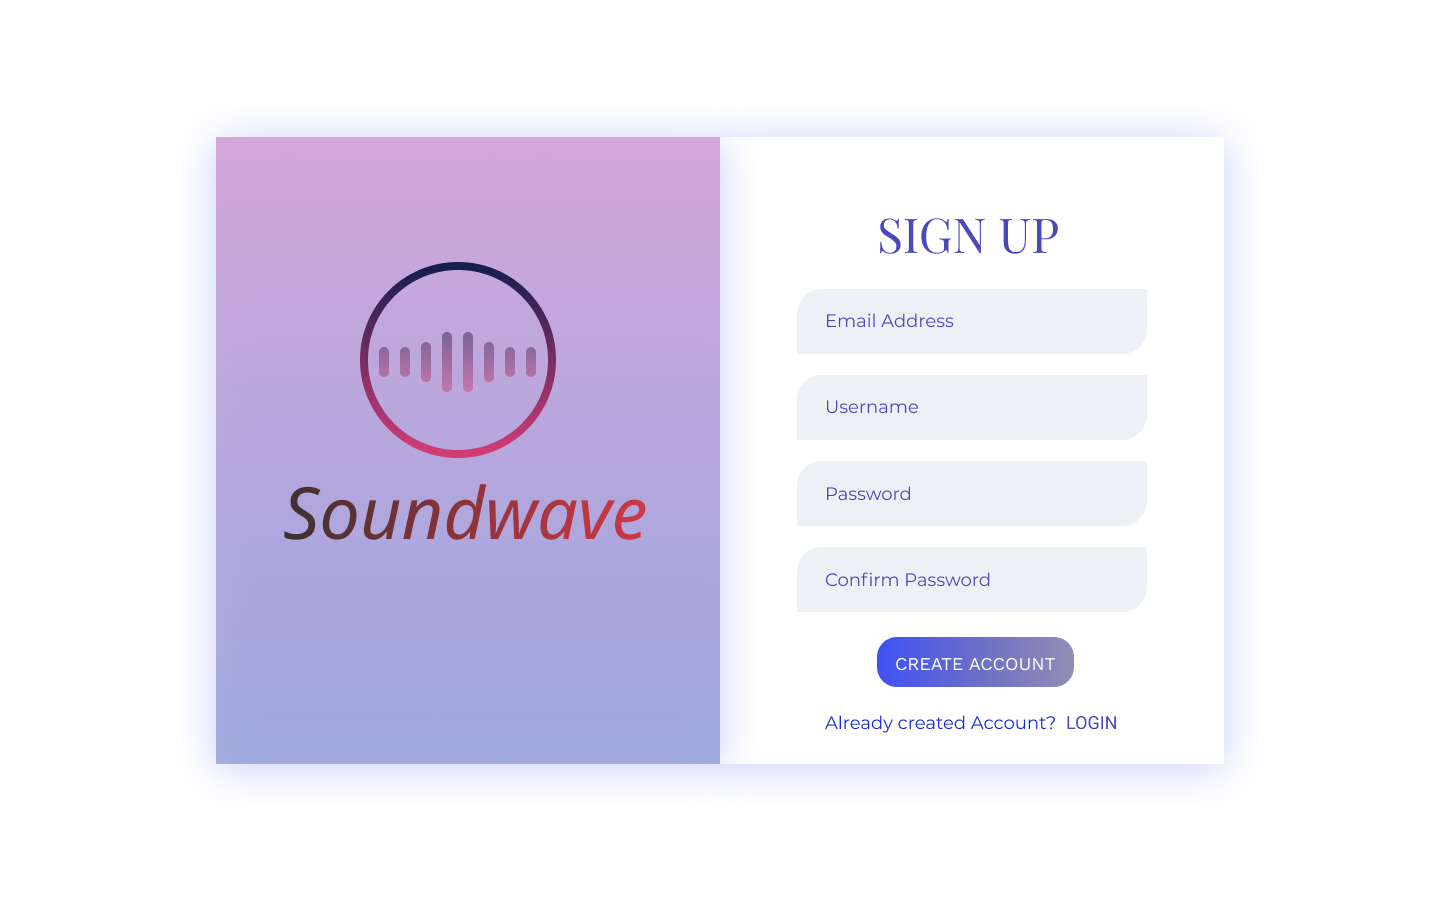 Soundwave
SIGN UP
Email Address
Username
Password
Confirm Password
CREATE ACCOUNT
Already created Account? LOGIN